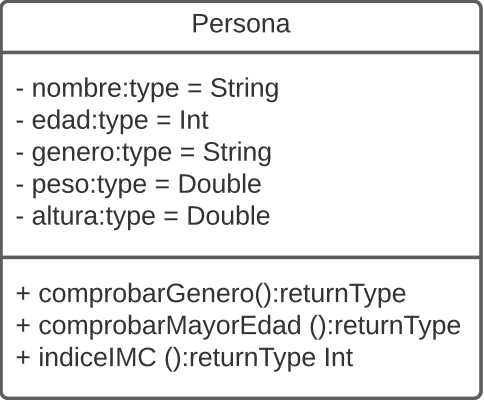 Persona
- nombre:type = String
- edad:type = Int
- genero:type = String
- peso:type = Double
- altura:type = Double
+ comprobarGenero():returnType
+ comprobarMayorEdad ():returnType
+ indiceIMC ():returnType Int